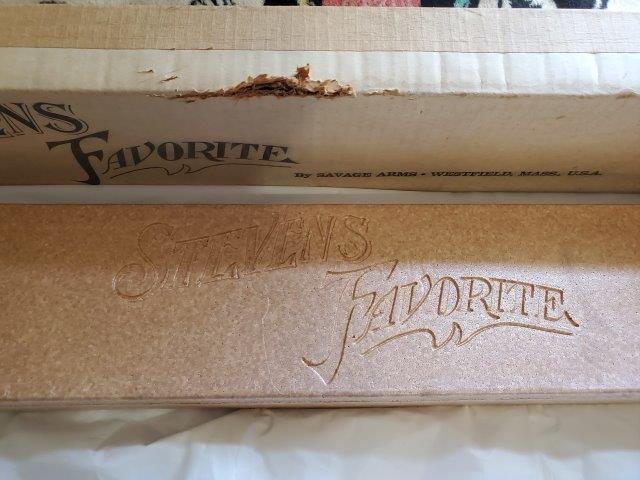 ENS
FAVORITE
BY SAVAGE ARMS • WESTFIELD, MASS., U.S.A.
STEVENS
FAVORITE